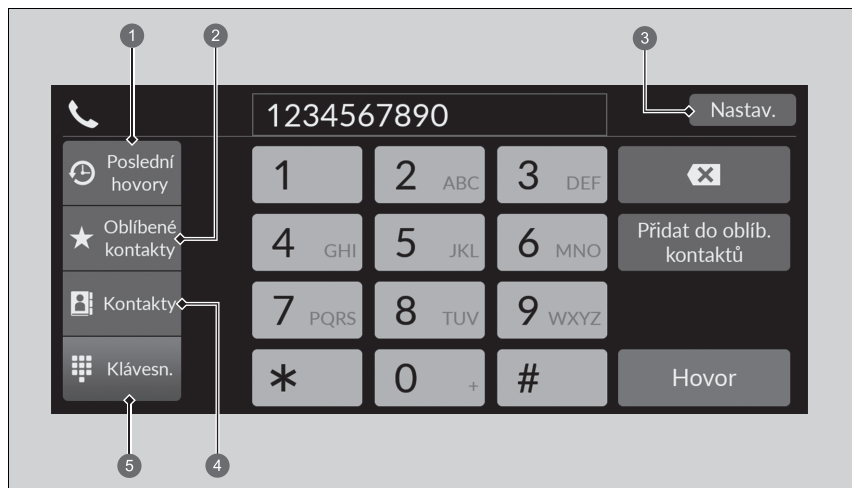 1 2 3
1234567890 Nastav.
Poslední
hovory
1 2 ABC 3 DEF
Oblíbené
kontakty
4 GHI 5 JKL 6 MNO
Přidat do oblíb.
kontaktů
Kontakty
7 PQRS 8 TUV 9 WXYZ
Klávesn.
* 0 + # Hovor
5 4